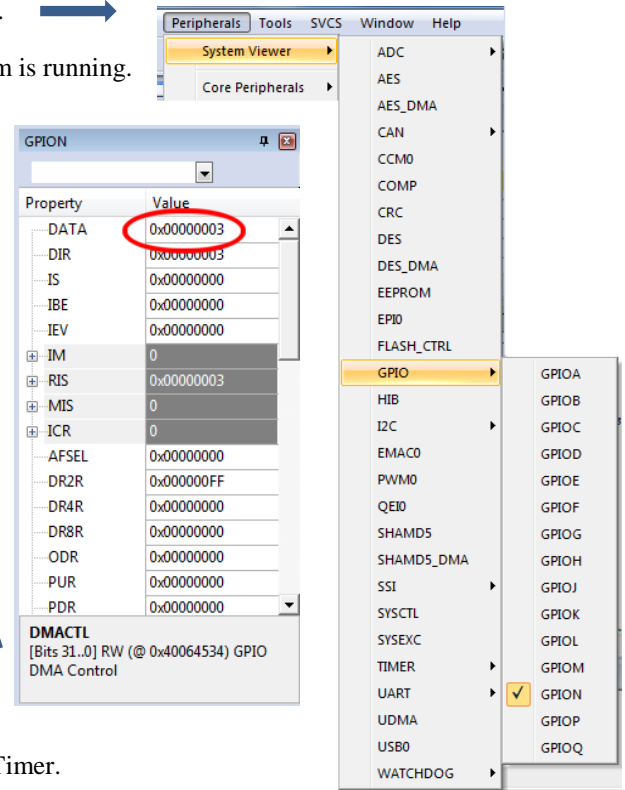 .
Peripherals Tools SVCS Window Help
System Viewer
m is running.
Core Peripherals
ADC
AES
AES_DMA
CAN
CCM0
COMP
CRC
DES
DES_DMA
EEPROM
EPI0
FLASH_CTRL
GPIO
HIB
I2C
EMAC0
PWM0
QEI0
SHAMD5
SHAMD5_DMA
SSI
SYSCTL
SYSEXC
TIMER
UART
UDMA
USB0
WATCHDOG
GPIOA
GPIOB
GPIOC
GPIOD
GPIOE
GPIOF
GPIOG
GPIOH
GPIOJ
GPIOK
GPIOL
GPIOM
GPION
GPIOP
GPIOQ
GPION
Property Value
DATA 0x00000003
DIR 0x00000003
IS 0x00000000
IBE 0x00000000
IEV 0x00000000
IM 0
RIS 0x00000003
MIS 0
ICR 0
AFSEL 0x00000000
DR2R 0x000000FF
DR4R 0x00000000
DR8R 0x00000000
ODR 0x00000000
PUR 0x00000000
PDR 0x00000000
DMACTL
[Bits 31..0] RW (@ 0x40064534) GPIO
DMA Control
Timer.